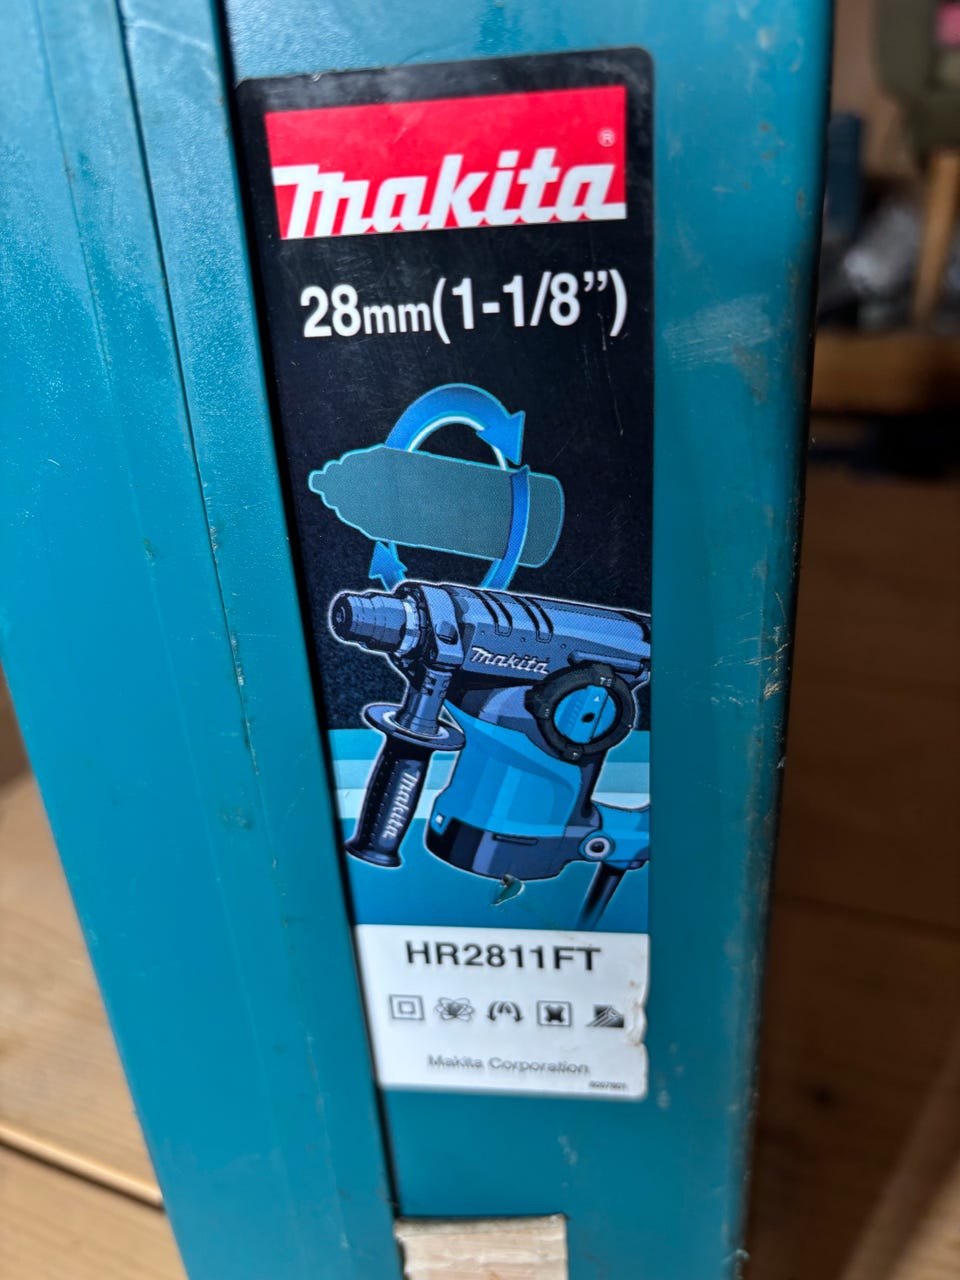 makita®
28mm(1-1/8”)
makita
makita
HR2811FT
Makita Corporation